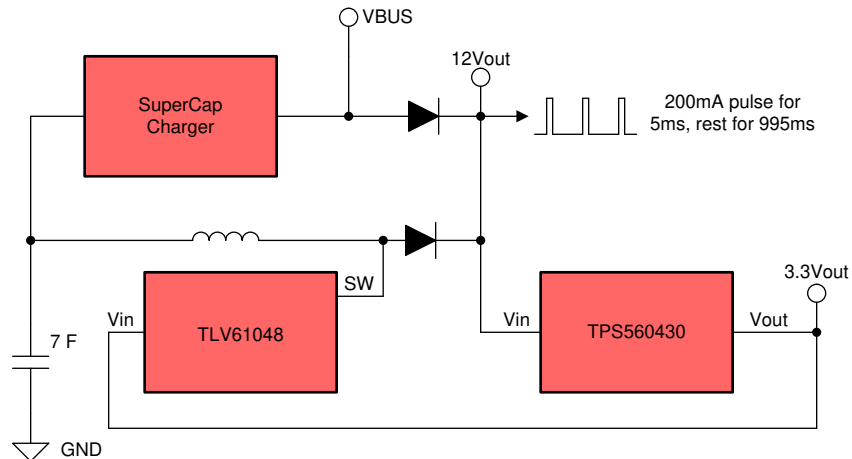 VBUS
12Vout
SuperCap
Charger
200mA pulse for
5ms, rest for 995ms
SW
3.3Vout
Vin
TLV61048
Vin
TPS560430
Vout
7 F
GND